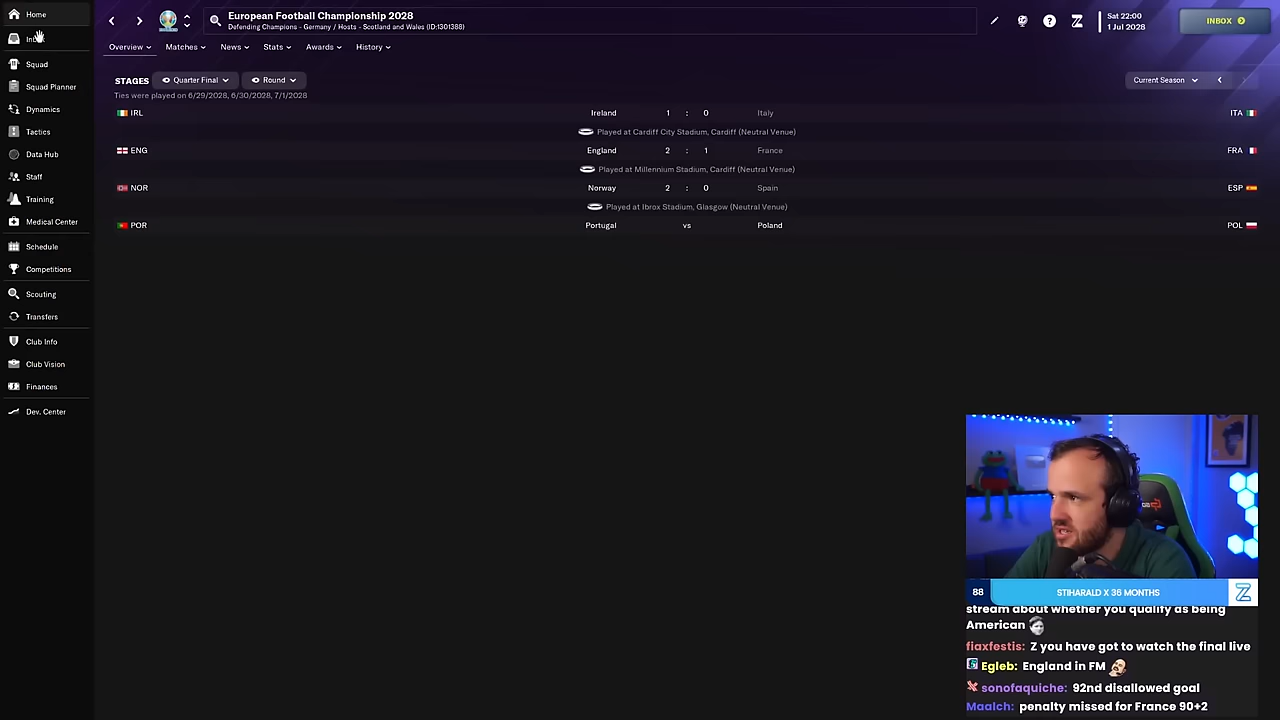 Home
European Football Championship 2028
Defending Champions - Germany / Hosts - Scotland and Wales (ID:1301388)
Sat 22:00
1 Jul 2028
INBOX
Squad
Squad Planner
Dynamics
Tactics
Data Hub
Staff
Training
Medical Center
Schedule
Competitions
Scouting
Transfers
Club Info
Club Vision
Finances
Dev. Center
Overview Matches News Stats Awards History
STAGES Quarter Final Round Current Season
Ties were played on 6/29/2028, 6/30/2028, 7/1/2028
IRL Ireland 1 : 0 Italy ITA
Played at Cardiff City Stadium, Cardiff (Neutral Venue)
ENG England 2 : 1 France FRA
Played at Millennium Stadium, Cardiff (Neutral Venue)
NOR Norway 2 : 0 Spain ESP
Played at Ibrox Stadium, Glasgow (Neutral Venue)
POR Portugal vs Poland POL
88 STIHARALD X 36 MONTHS Z
stream about whether you qualify as being
American
fiaxfestis: Z you have got to watch the final live
Egleb: England in FM
sonofaquiche: 92nd disallowed goal
Maalch: penalty missed for France 90+2